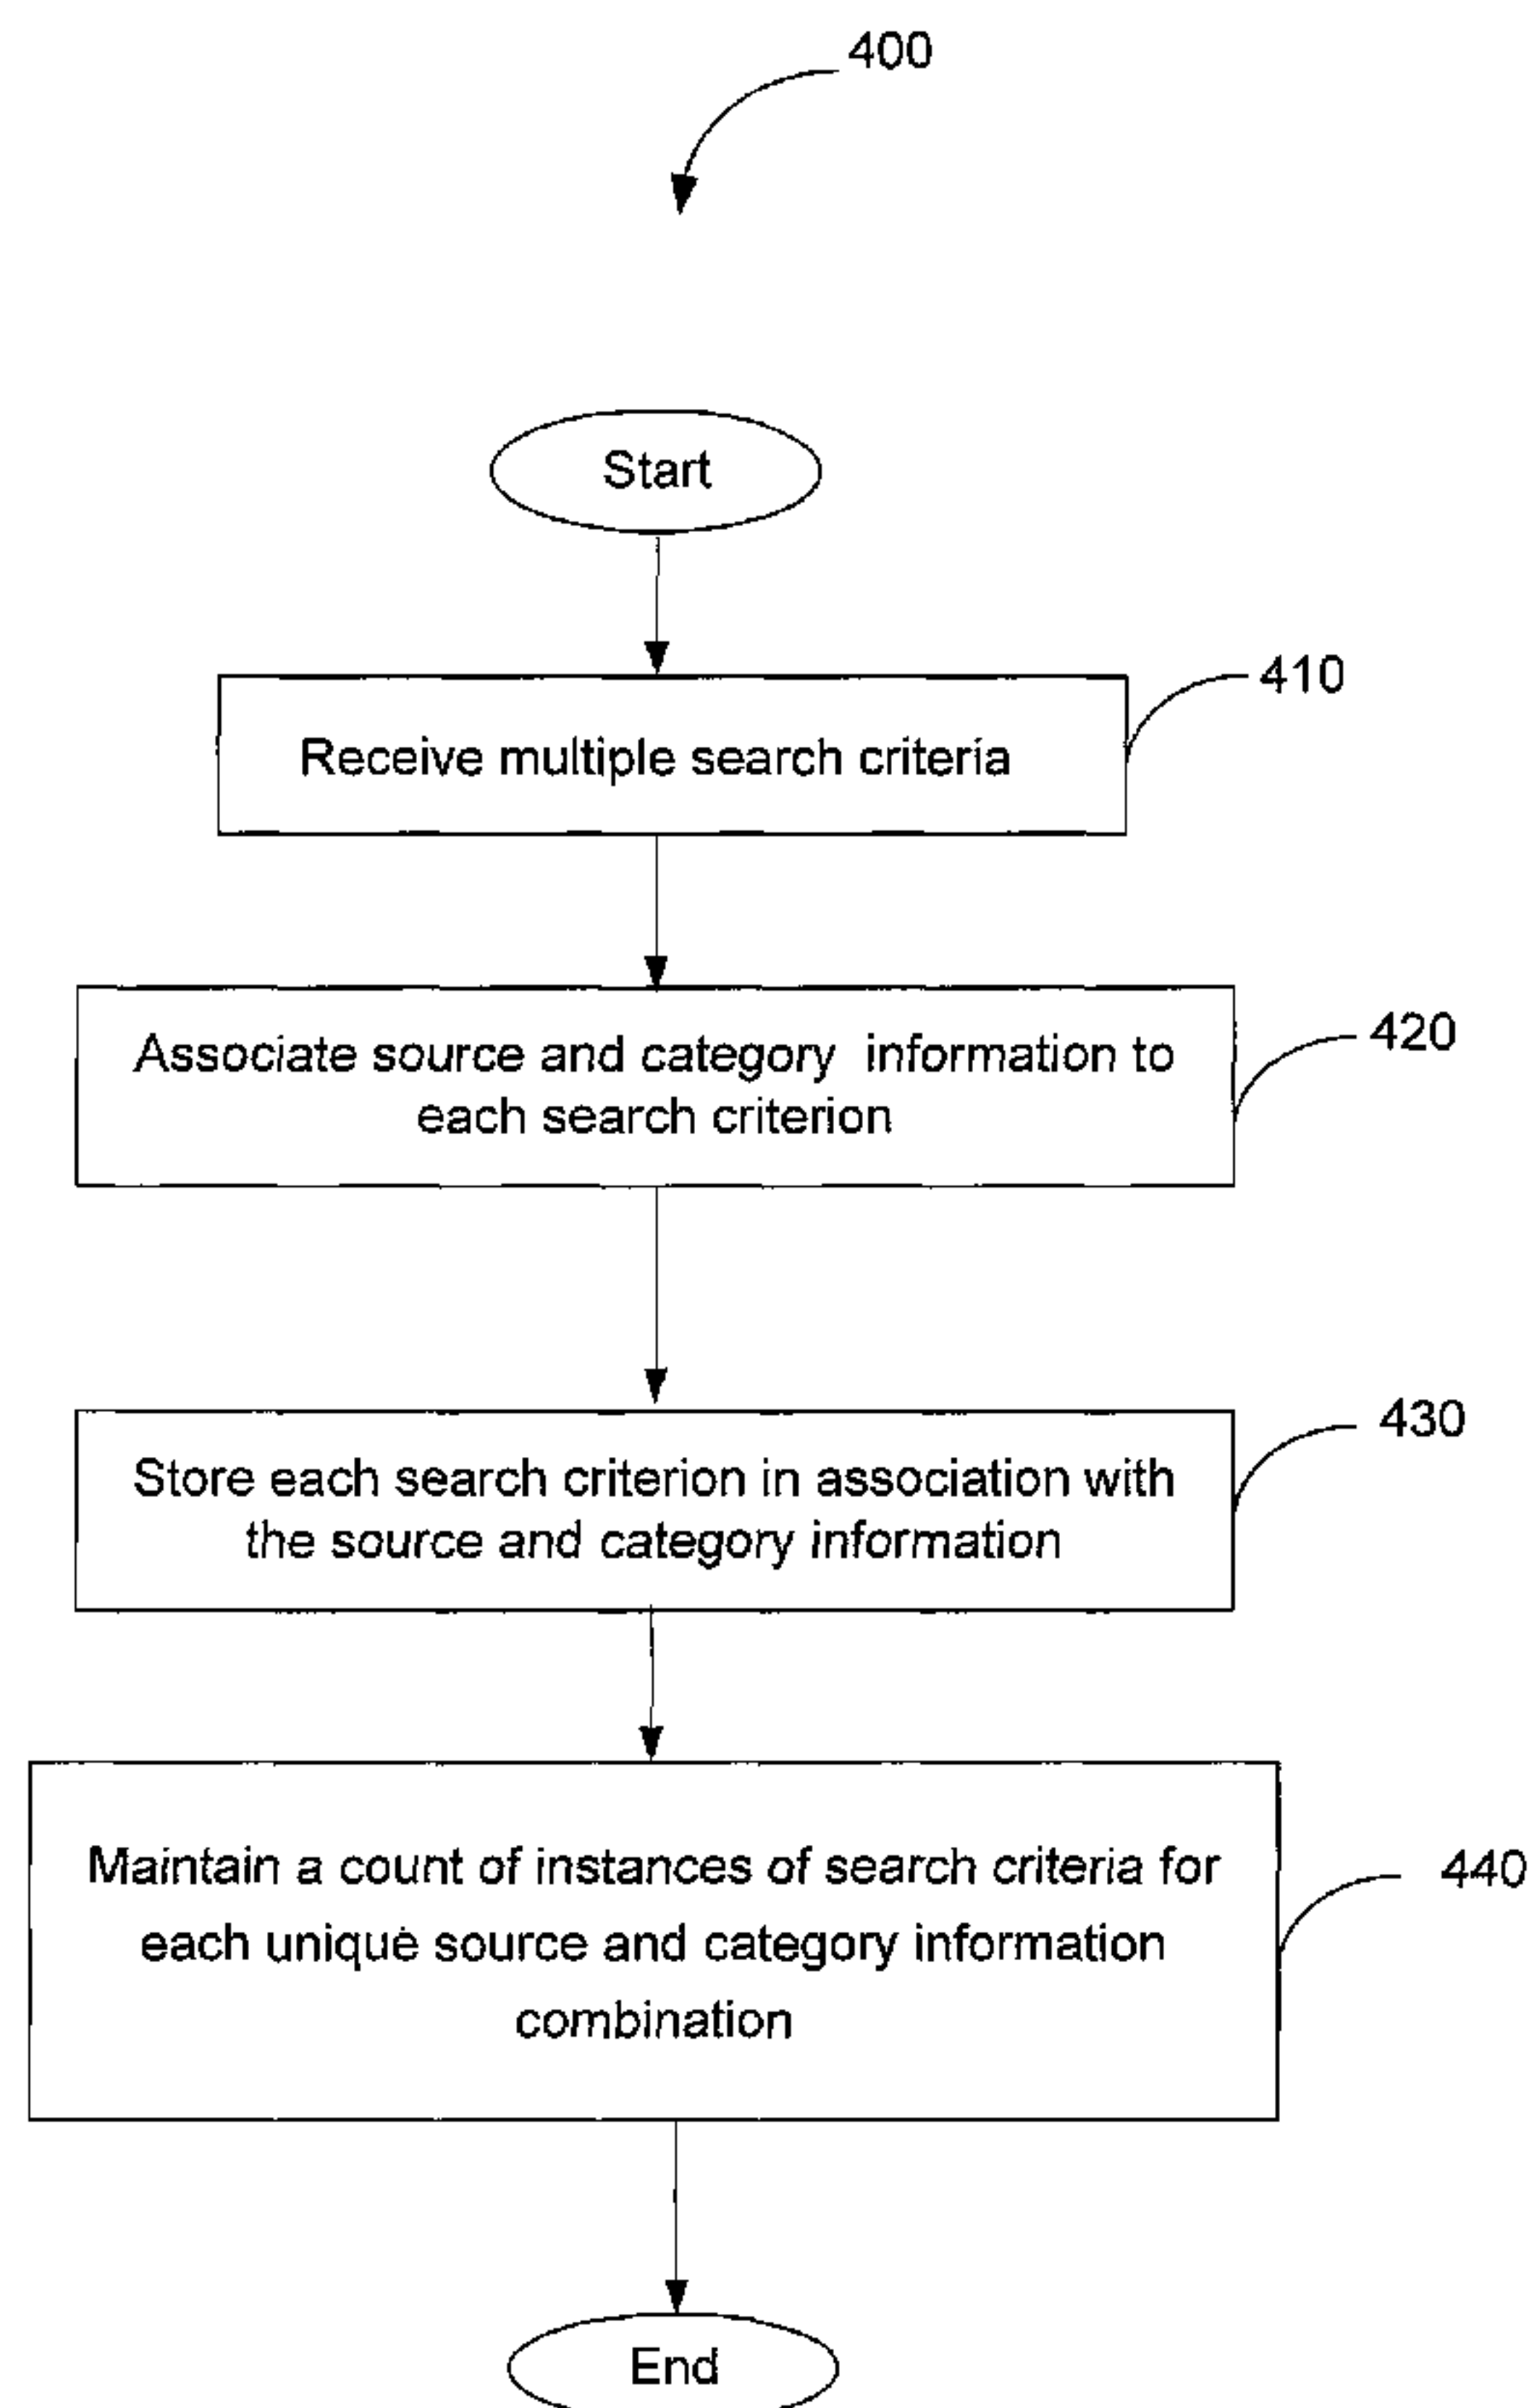 400
Start
410
Receive multiple search criteria
420
Associate source and category information to
each search criterion
430
Store each search criterion in association with
the source and category information
440
Maintain a count of instances of search criteria for
each unique source and category information
combination
End